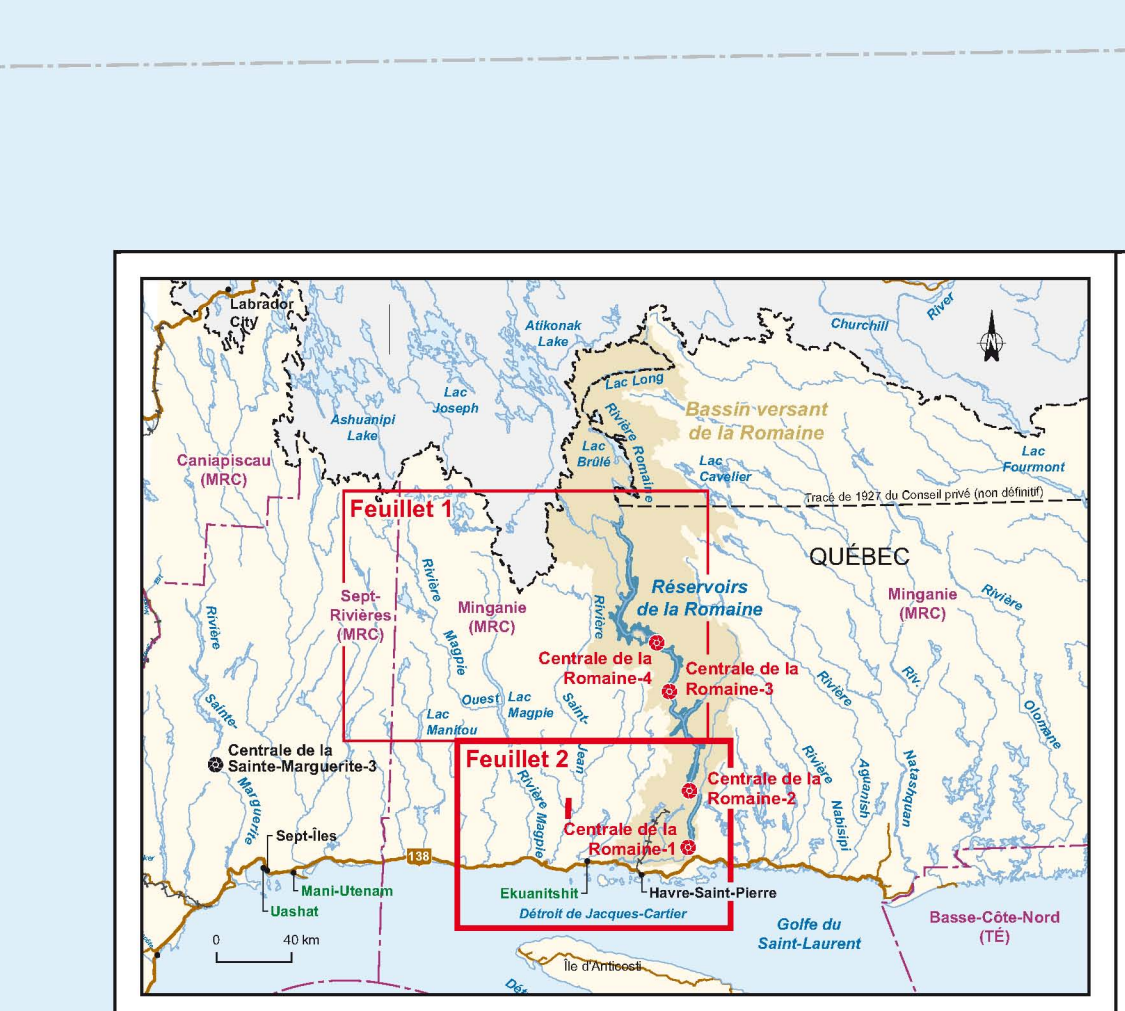 Labrador
City
Atikonak
Lake
Churchill
River
Lac Long
Lac
Joseph
Ashuanipi
Lake
Rivière Romaine
Bassin versant
de la Romaine
Lac
Brûlé
Lac
Cavelier
Lac
Fourmont
Caniapiscau
(MRC)
Tracé de 1927 du Conseil privé (non définitif)
Feuillet 1
QUÉBEC
Rivière
Magpie
Ouest
Sept-
Rivières
(MRC)
Minganie
(MRC)
Rivière
Saint-
Jean
Réservoirs
de la Romaine
Minganie
(MRC)
Rivière
Olomane
Rivière
Sainte-
Marguerite
Centrale de la
Romaine-4
Centrale de la
Romaine-3
Lac
Magpie
Lac
Manitou
Rivière
Aguanish
Riv.
Natashquan
Rivière
Nabisipi
Centrale de la
Sainte-Marguerite-3
Feuillet 2
Rivière Magpie
Centrale de la
Romaine-2
Centrale de la
Romaine-1
Sept-Îles
138
Mani-Utenam
Uashat
Ekuanitshit
Havre-Saint-Pierre
Détroit de Jacques-Cartier
Golfe du
Saint-Laurent
Basse-Côte-Nord
(TÉ)
0 40 km
Île d'Anticosti
N